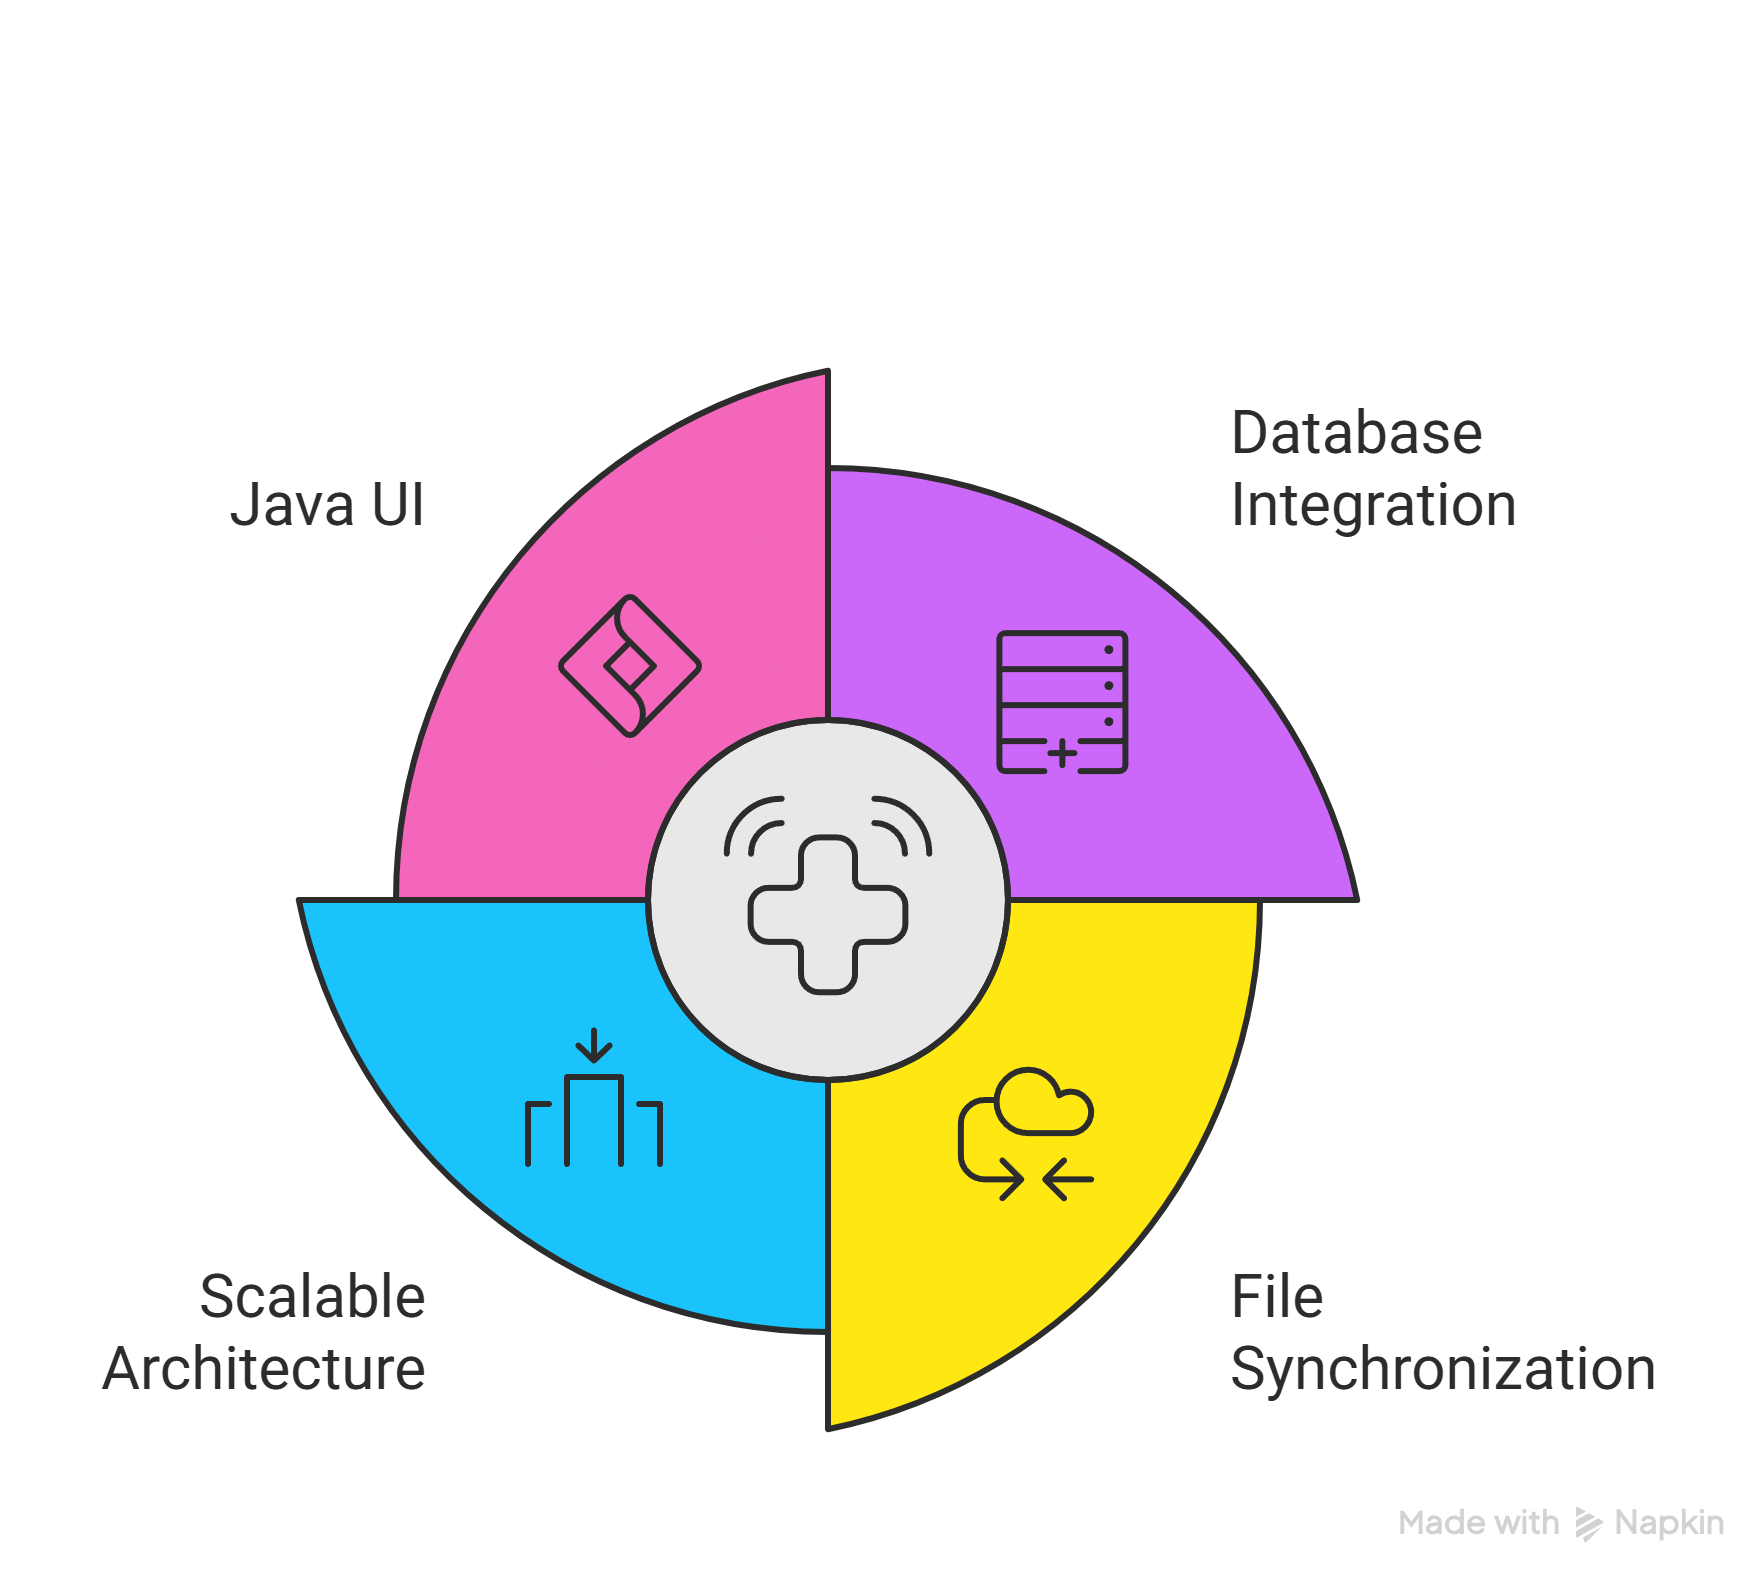 Java UI
Database
Integration
Scalable
Architecture
File
Synchronization
Made with Napkin